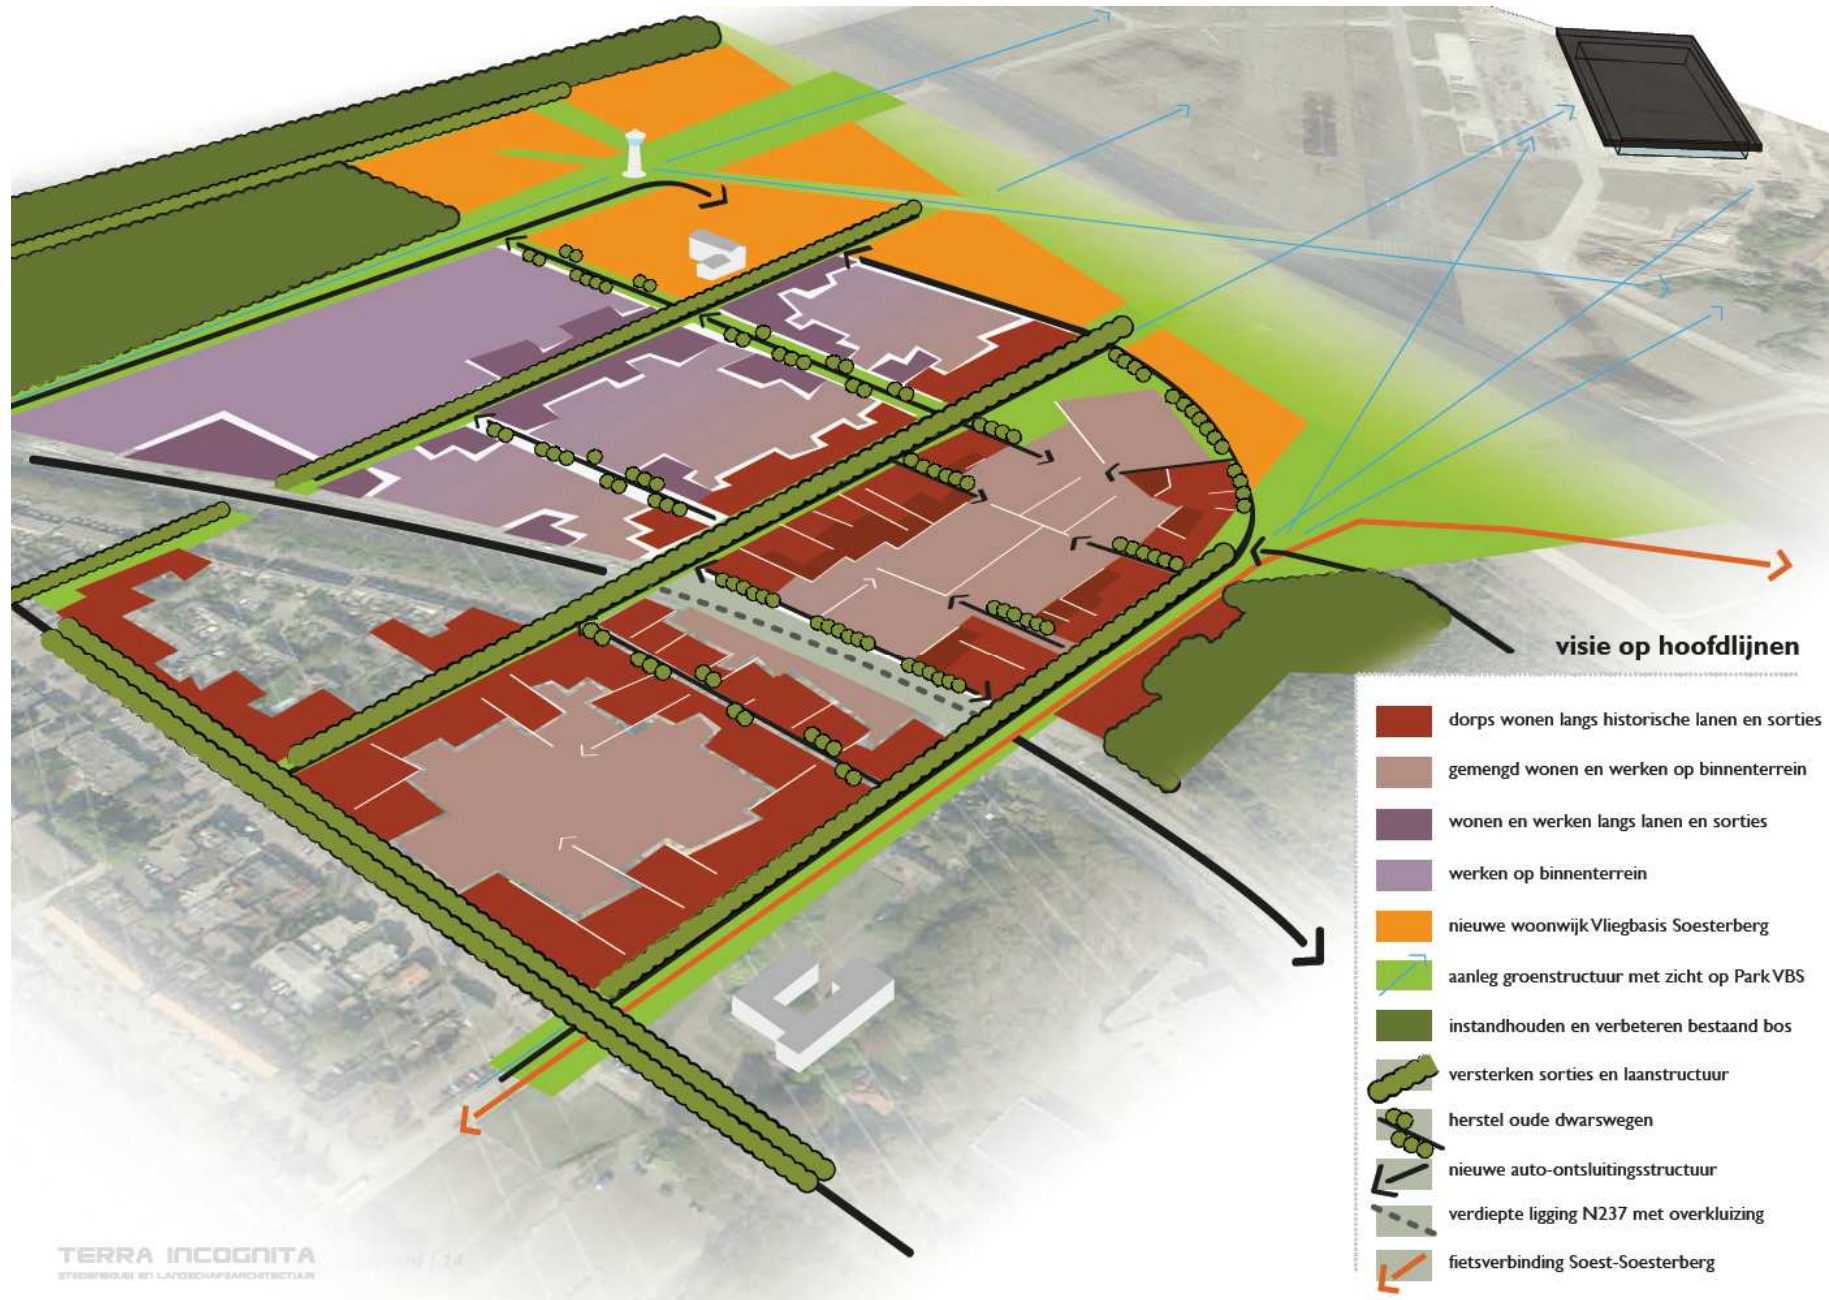 visie op hoofdlijnen
dorps wonen langs historische lanen en sorties
gemengd wonen en werken op binnenterrein
wonen en werken langs lanen en sorties
werken op binnenterrein
nieuwe woonwijk Vliegbasis Soesterberg
aanleg groenstructuur met zicht op Park VBS
instandhouden en verbeteren bestaand bos
versterken sorties en laanstructuur
herstel oude dwarswegen
nieuwe auto-ontsluitingsstructuur
verdiepte ligging N237 met overkluizing
fietsverbinding Soest-Soesterberg
TERRA INCOGNITA
STEDENBOUW EN LANDSCHAPSARCHITECTUUR